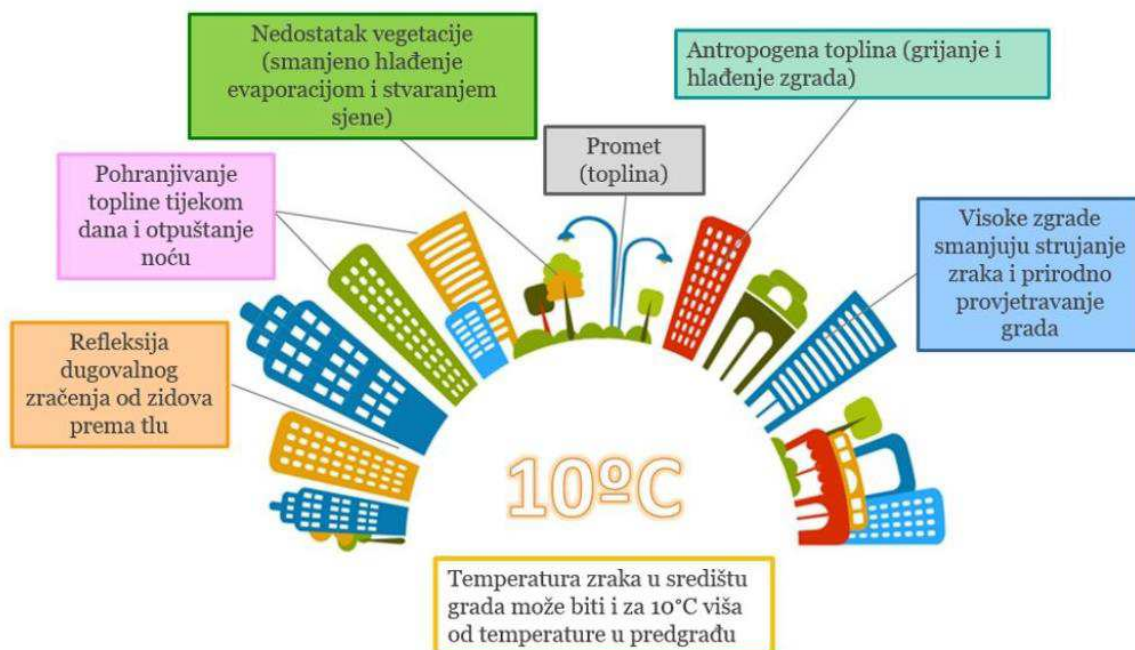 Nedostatak vegetacije
(smanjeno hlađenje
evaporacijom i stvaranjem
sjene)
Antropogena toplina (grijanje i
hlađenje zgrada)
Promet
(toplina)
Pohranjivanje
topline tijekom
dana i otpuštanje
noću
Visoke zgrade
smanjuju strujanje
zraka i prirodno
provjetravanje
grada
Refleksija
dugovalnog
zračenja od zidova
prema tlu
10ºC
Temperatura zraka u središtu
grada može biti i za 10°C viša
od temperature u predgrađu